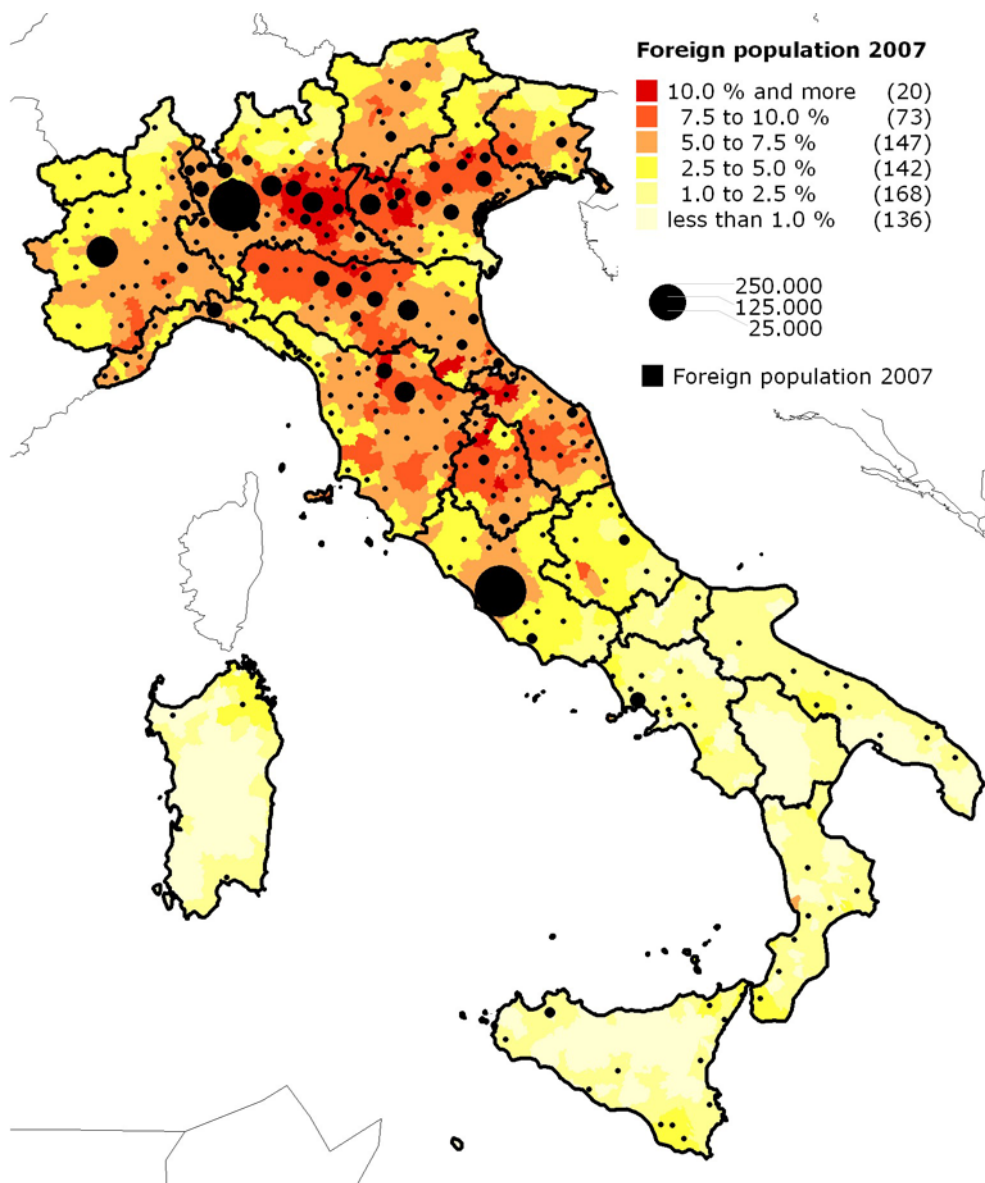 Foreign population 2007
10.0 % and more (20)
7.5 to 10.0 % (73)
5.0 to 7.5 % (147)
2.5 to 5.0 % (142)
1.0 to 2.5 % (168)
less than 1.0 % (136)
250.000
125.000
25.000
Foreign population 2007